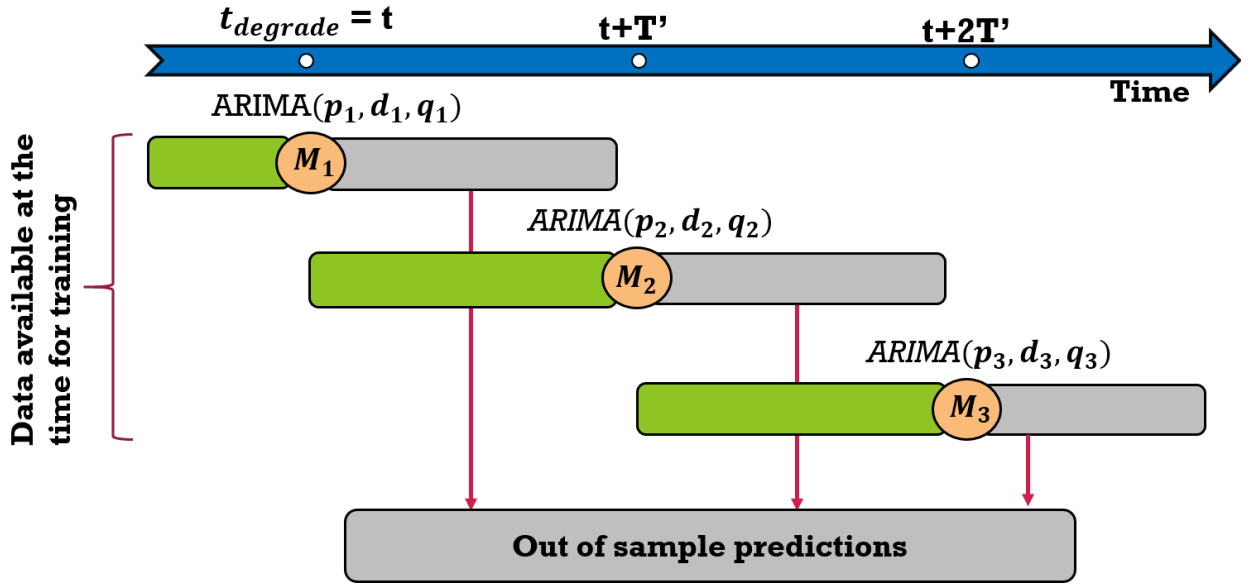 t_degrade = t
t+T’
t+2T’
Time
ARIMA(p₁, d₁, q₁)
M₁
ARIMA(p₂, d₂, q₂)
M₂
ARIMA(p₃, d₃, q₃)
M₃
Data available at the
time for training
Out of sample predictions